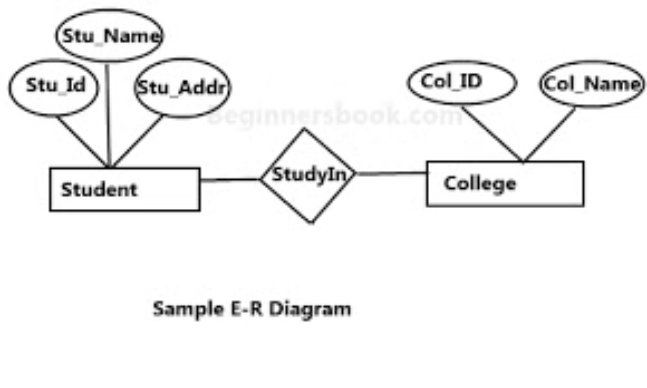 Stu_Name
Stu_Id
Stu_Addr
Col_ID
Col_Name
Beginnersbook.com
Student
StudyIn
College
Sample E-R Diagram